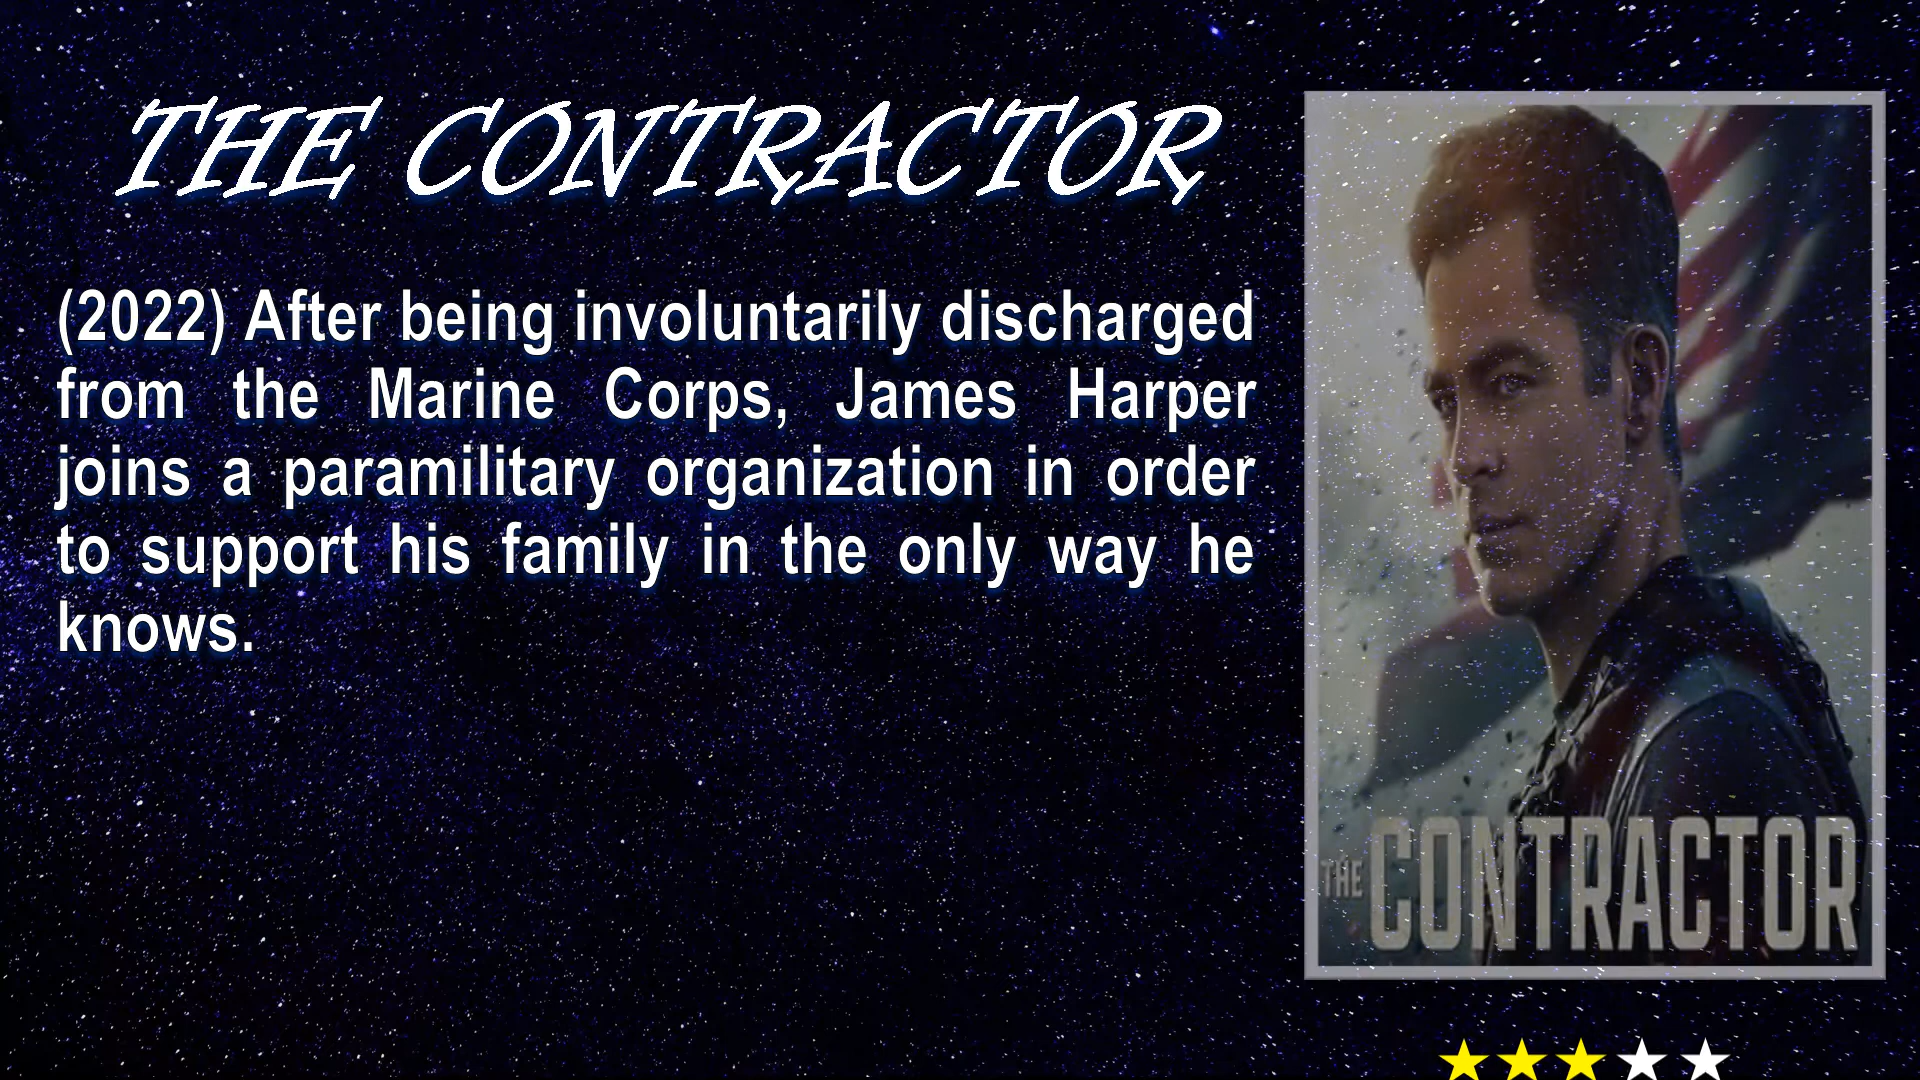 THE CONTRACTOR
(2022) After being involuntarily discharged
from the Marine Corps, James Harper
joins a paramilitary organization in order
to support his family in the only way he
knows.
THE CONTRACTOR